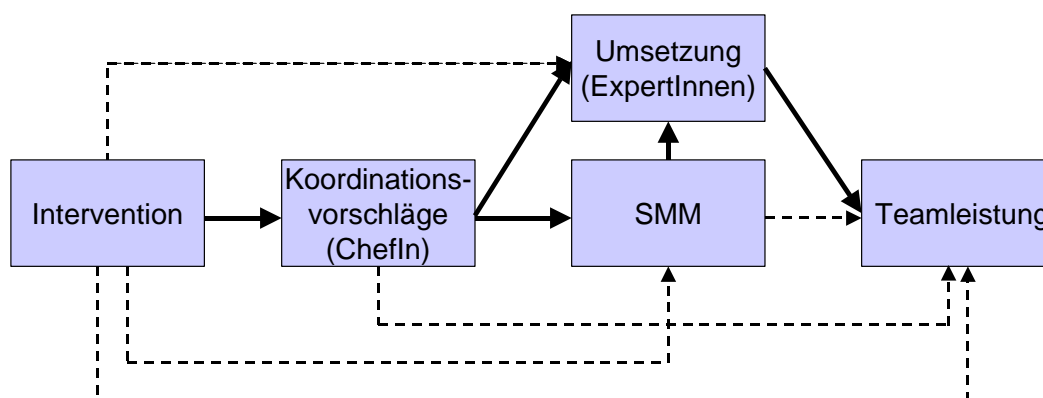 Umsetzung
(ExpertInnen)
Intervention
Koordinations-
vorschläge
(ChefIn)
SMM
Teamleistung